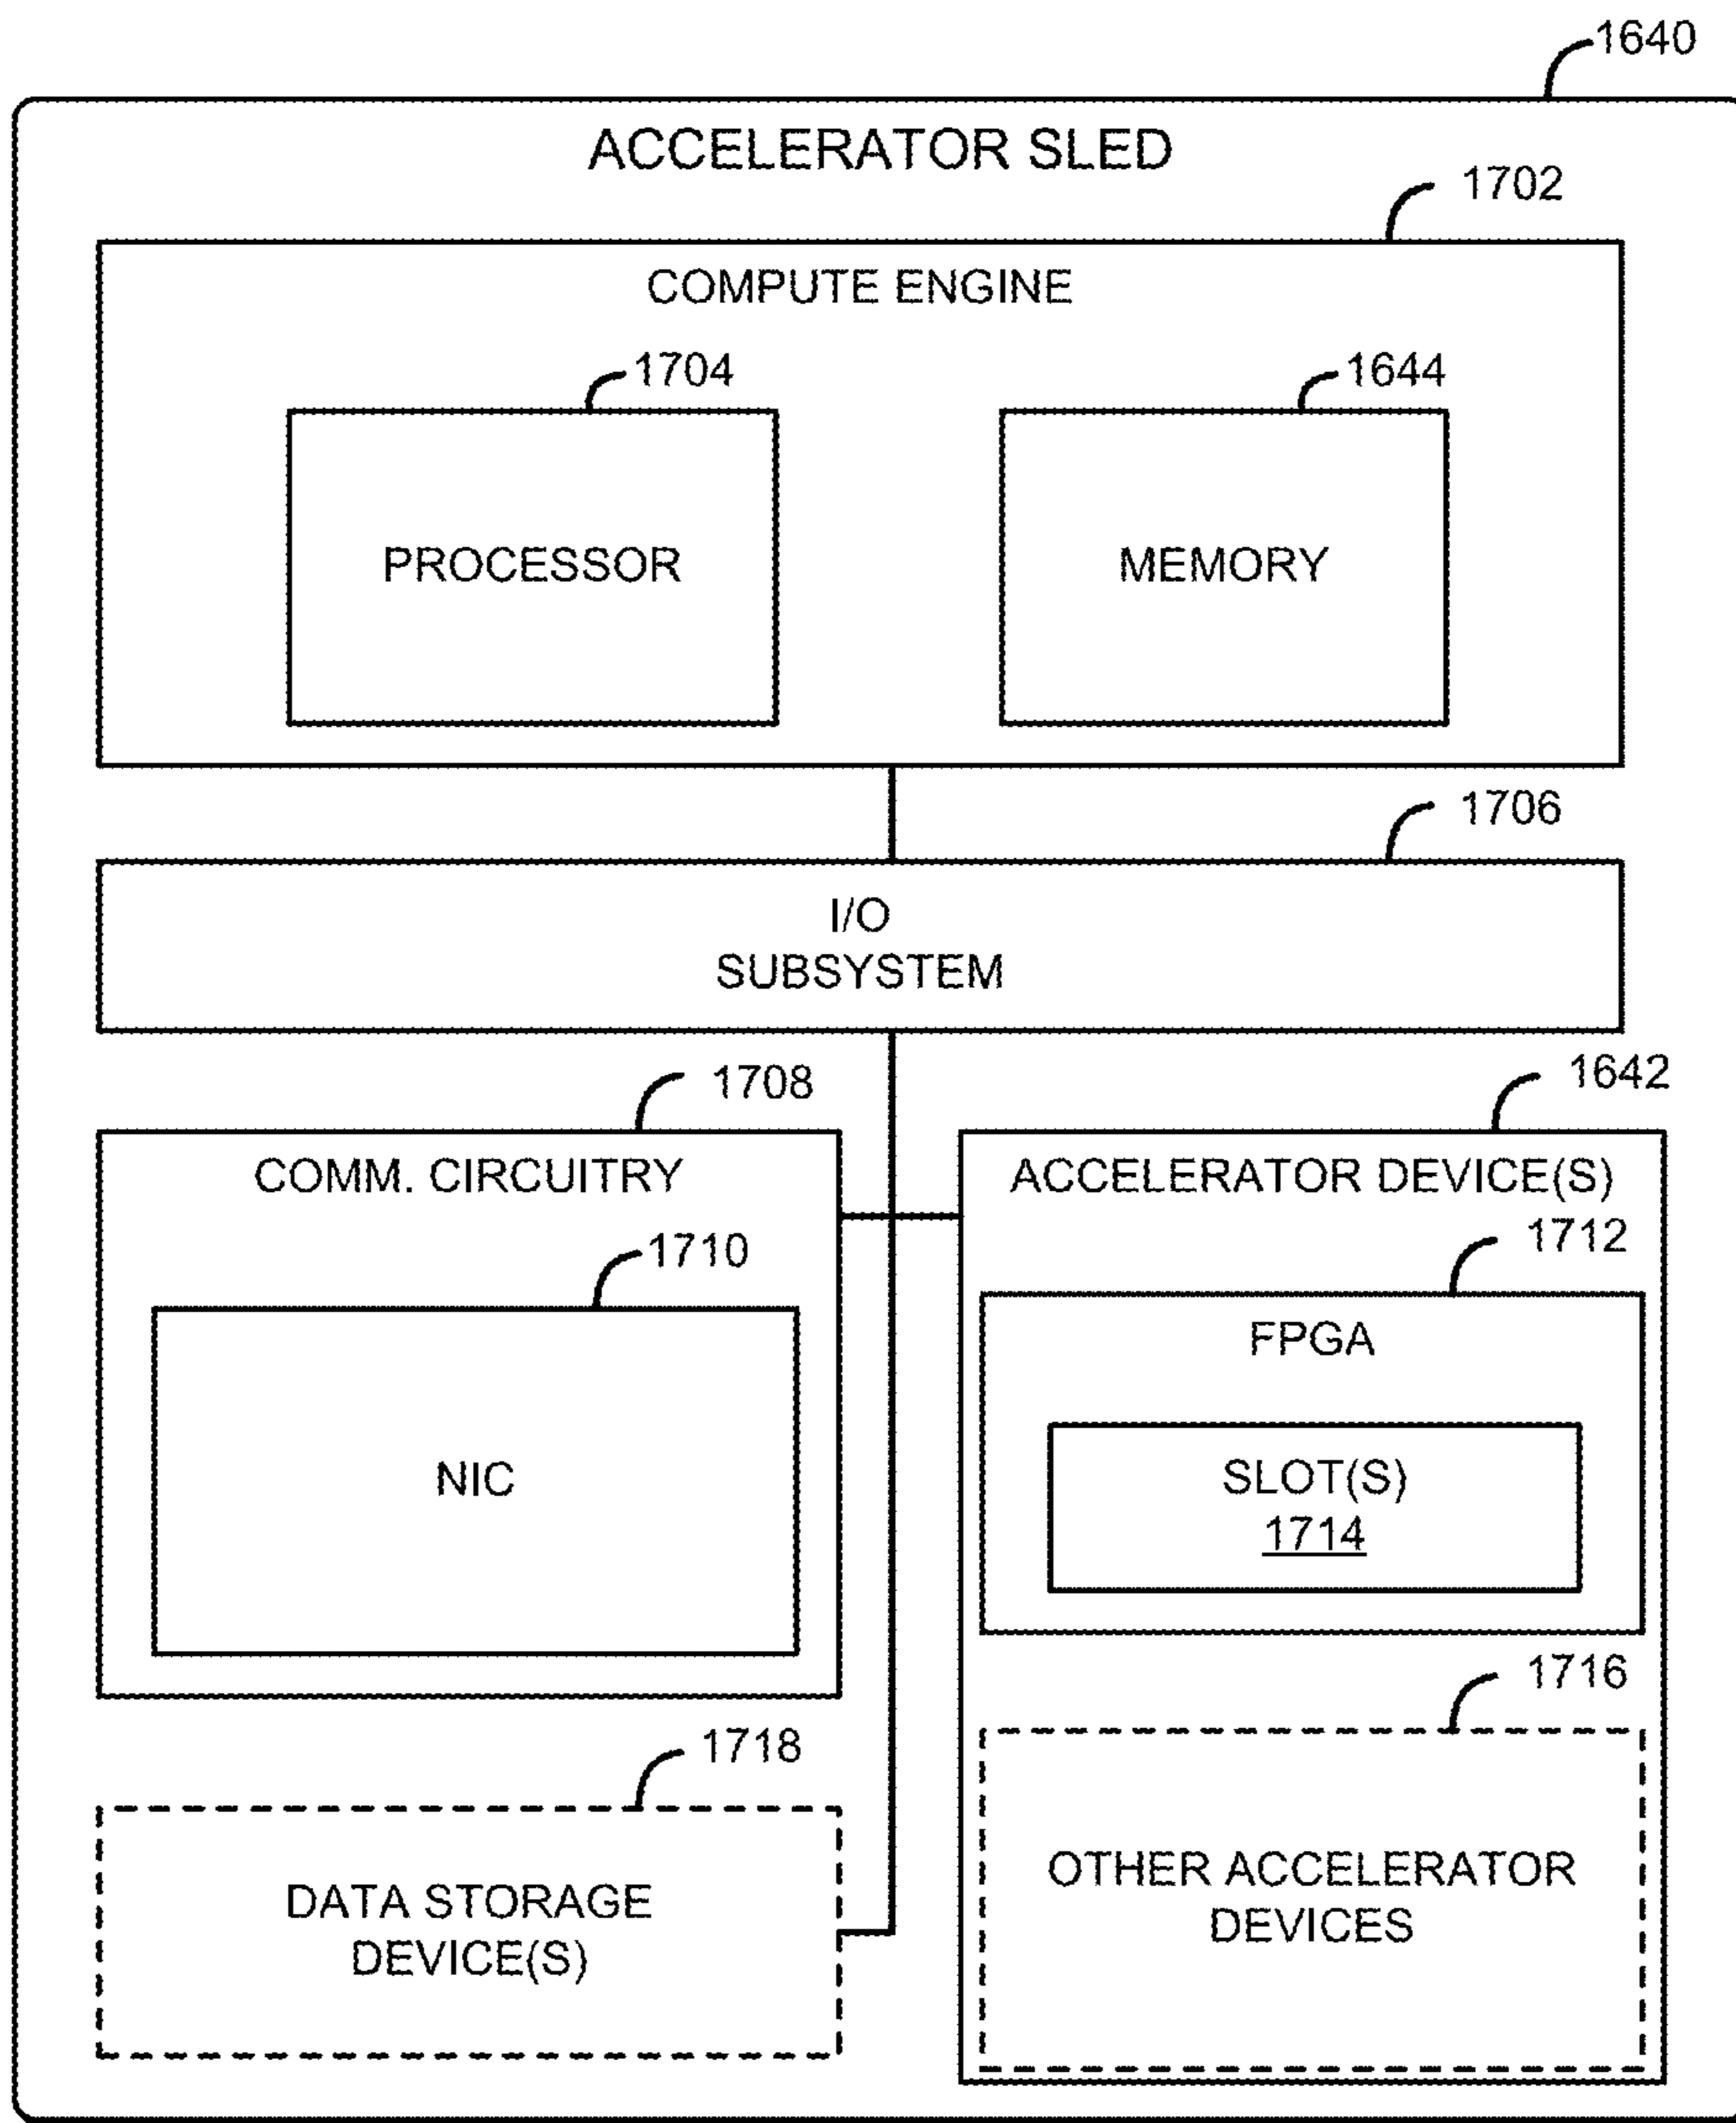 1640
ACCELERATOR SLED
1702
COMPUTE ENGINE
1704
1644
PROCESSOR
MEMORY
1706
I/O
SUBSYSTEM
1708
1642
COMM. CIRCUITRY
ACCELERATOR DEVICE(S)
1710
1712
NIC
FPGA
SLOT(S)
1714
1718
1716
DATA STORAGE
DEVICE(S)
OTHER ACCELERATOR
DEVICES